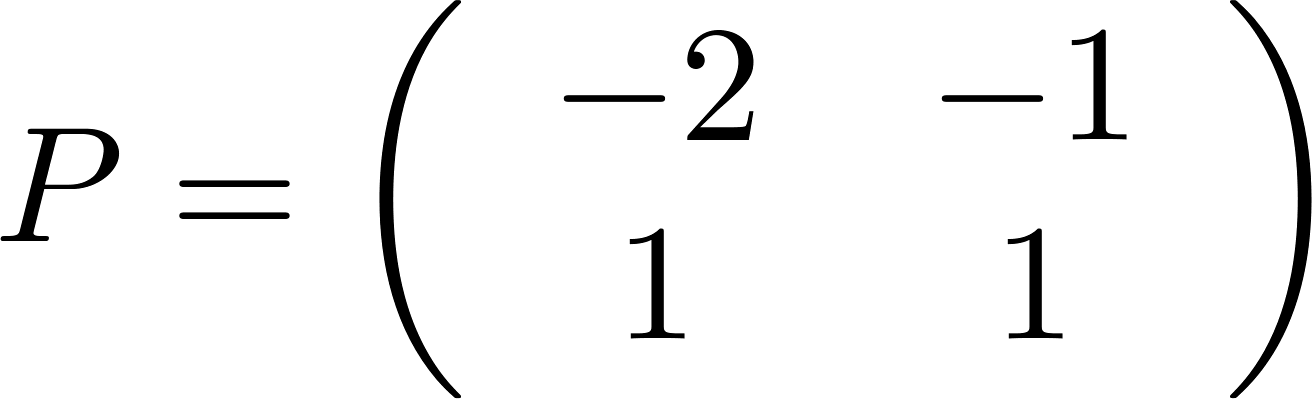 P = ( −2 −1
1 1 )